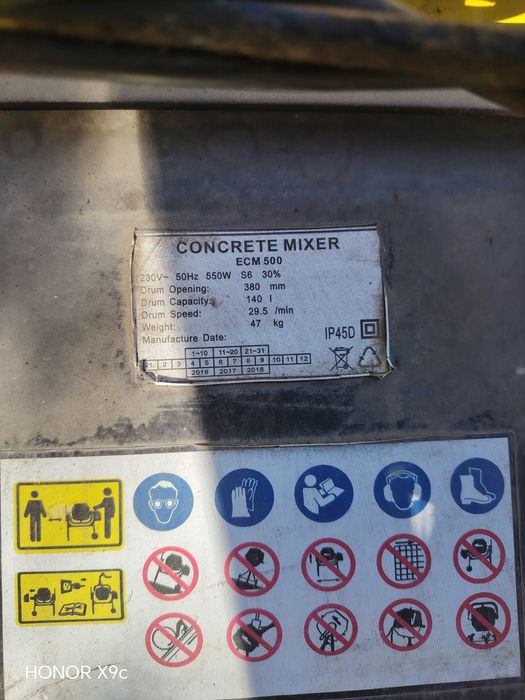 CONCRETE MIXER
ECM 500
230V~ 50Hz 550W S6 30%
Drum Opening: 380 mm
Drum Capacity: 140 l
Drum Speed: 29.5 /min
Weight: 47 kg
Manufacture Date:
IP45D
1~10 11~20 21~31
1 2 3 4 5 6 7 8 9 10 11 12
2016 2017 2018
HONOR X9c